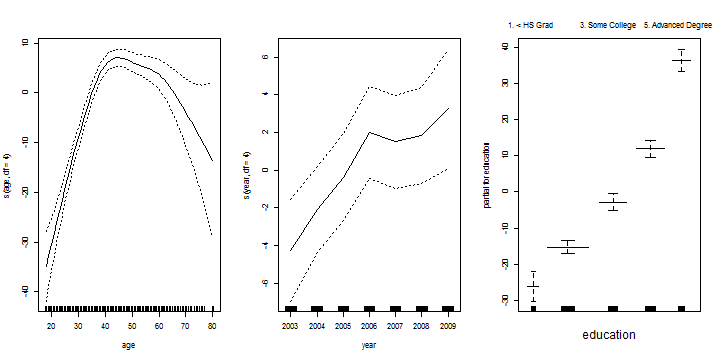 s(age, df = 4)
10
0
-10
-20
-30
-40
20 30 40 50 60 70 80
age
s(year, df = 4)
6
4
2
0
-2
-4
-6
2003 2004 2005 2006 2007 2008 2009
year
1. < HS Grad 3. Some College 5. Advanced Degree
partial for education
40
30
20
10
0
-10
-20
-30
education